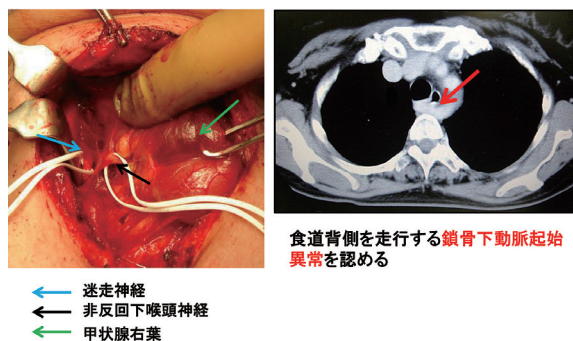 食道背側を走行する鎖骨下動脈起始
異常を認める
迷走神経
非反回下喉頭神経
甲状腺右葉